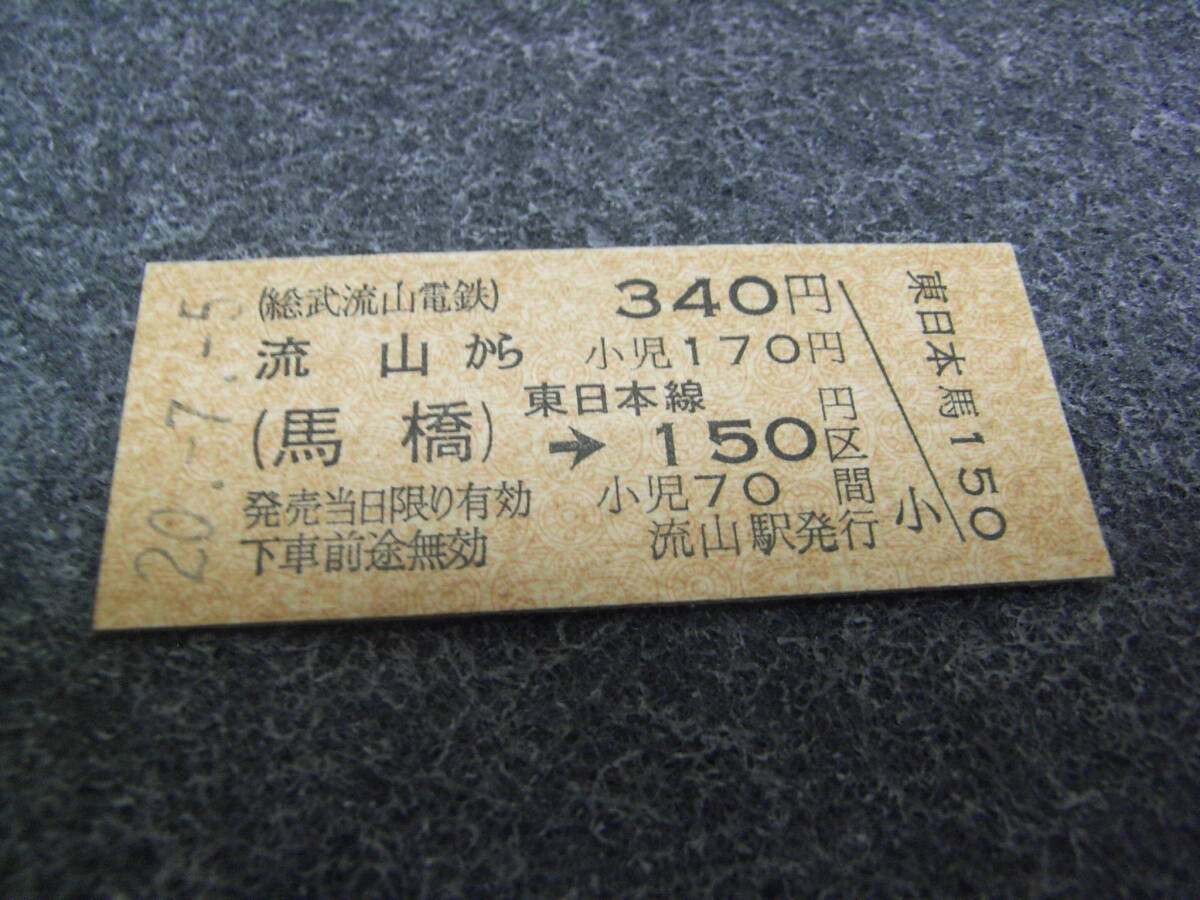 20.-7.-5
(総武流山電鉄) 340円
流山から 小児170円
(馬橋) 東日本線 → 150円区間
発売当日限り有効 小児70
下車前途無効 流山駅発行
小
東日本馬150